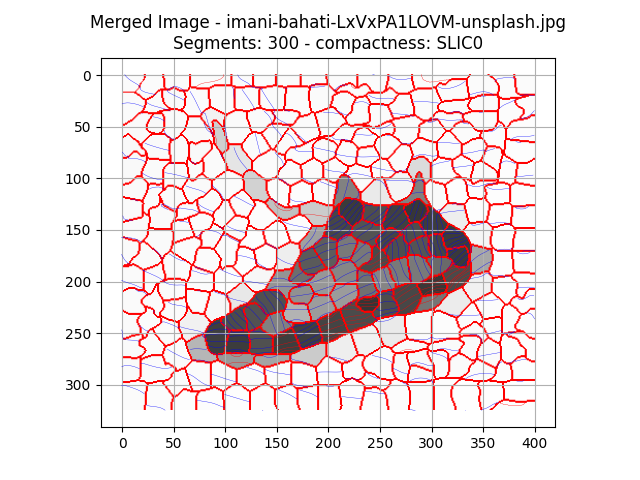 Merged Image - imani-bahati-LxVxPA1LOVM-unsplash.jpg
Segments: 300 - compactness: SLIC0
0
50
100
150
200
250
300
0 50 100 150 200 250 300 350 400